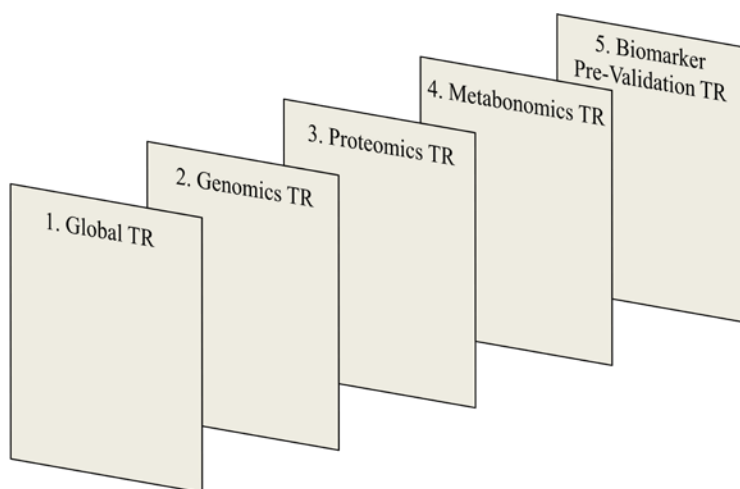 1. Global TR
2. Genomics TR
3. Proteomics TR
4. Metabonomics TR
5. Biomarker
Pre-Validation TR